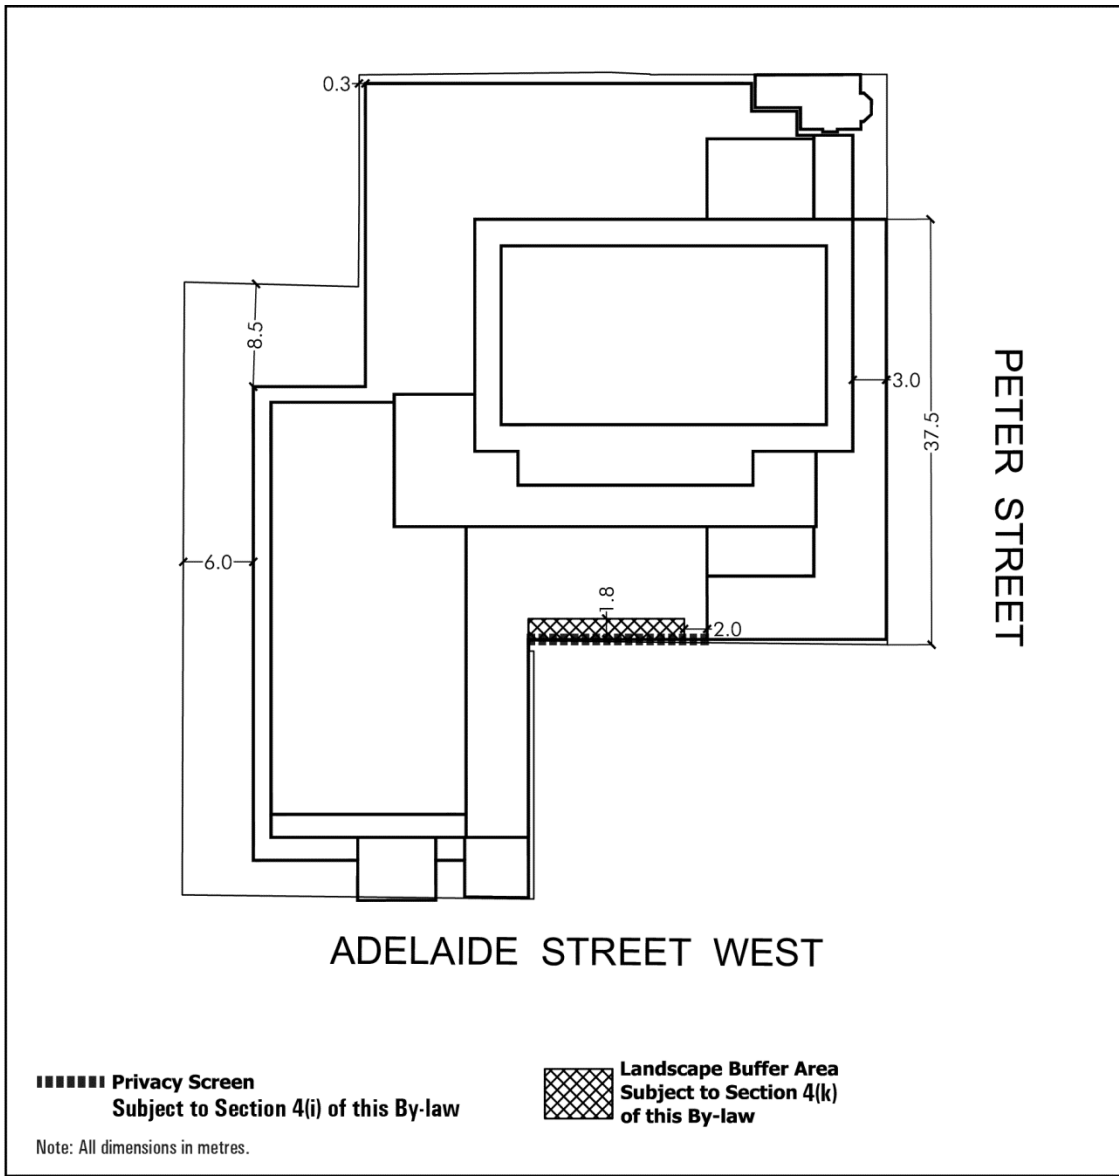 0.3
8.5
3.0
37.5
PETER STREET
6.0
1.8
2.0
ADELAIDE STREET WEST
Privacy Screen
Subject to Section 4(i) of this By-law
Landscape Buffer Area
Subject to Section 4(k)
of this By-law
Note: All dimensions in metres.